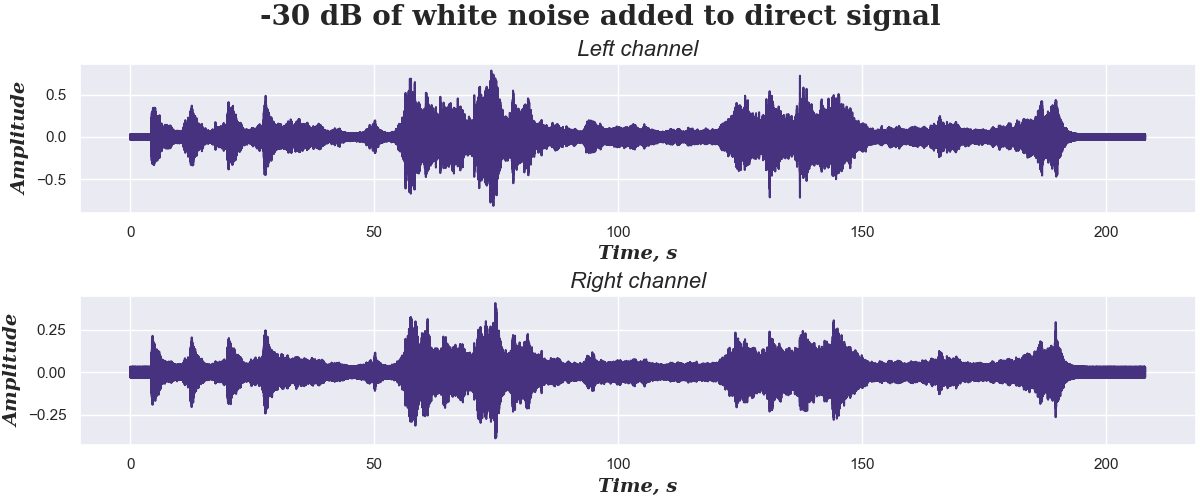 -30 dB of white noise added to direct signal
Left channel
Amplitude
0.5
0.0
−0.5
0 50 100 150 200
Time, s
Right channel
Amplitude
0.25
0.00
−0.25
0 50 100 150 200
Time, s